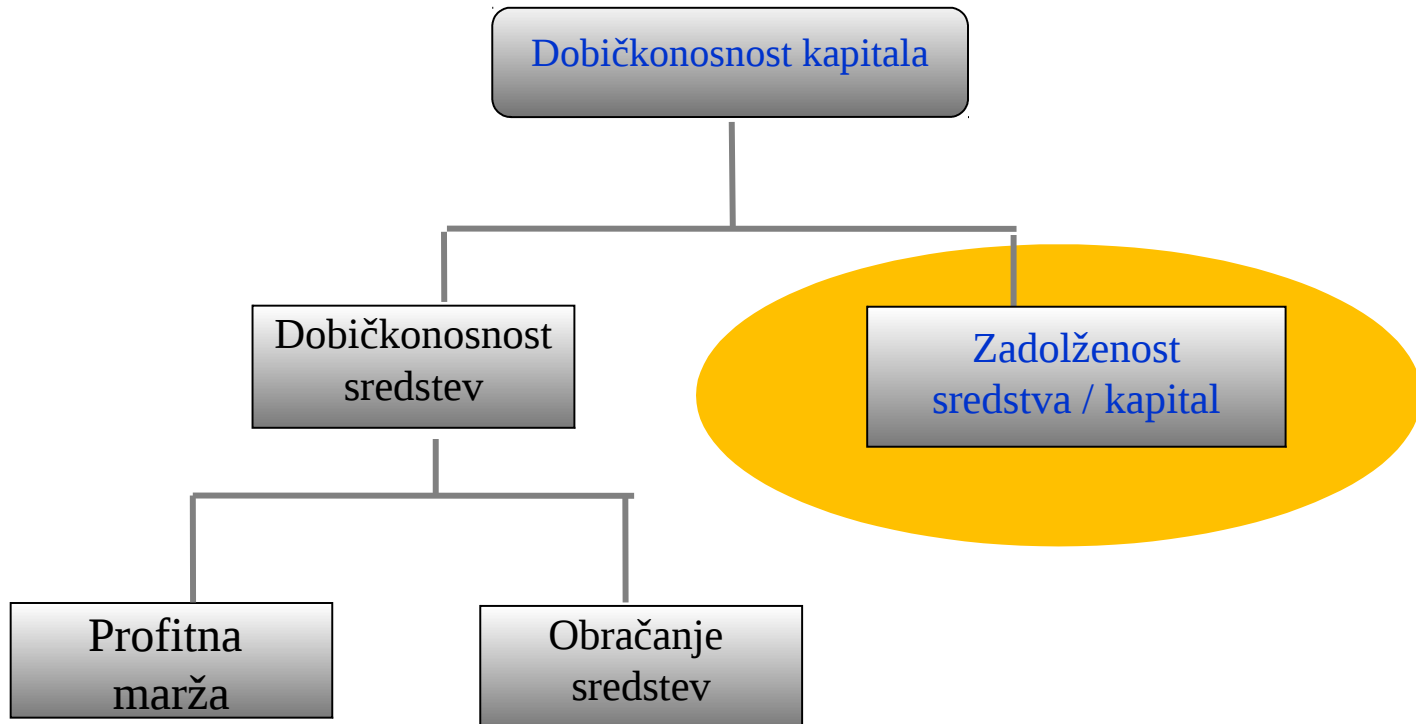 Dobičkonosnost kapitala
Dobičkonosnost
sredstev
Zadolženost
sredstva / kapital
Profitna
marža
Obračanje
sredstev